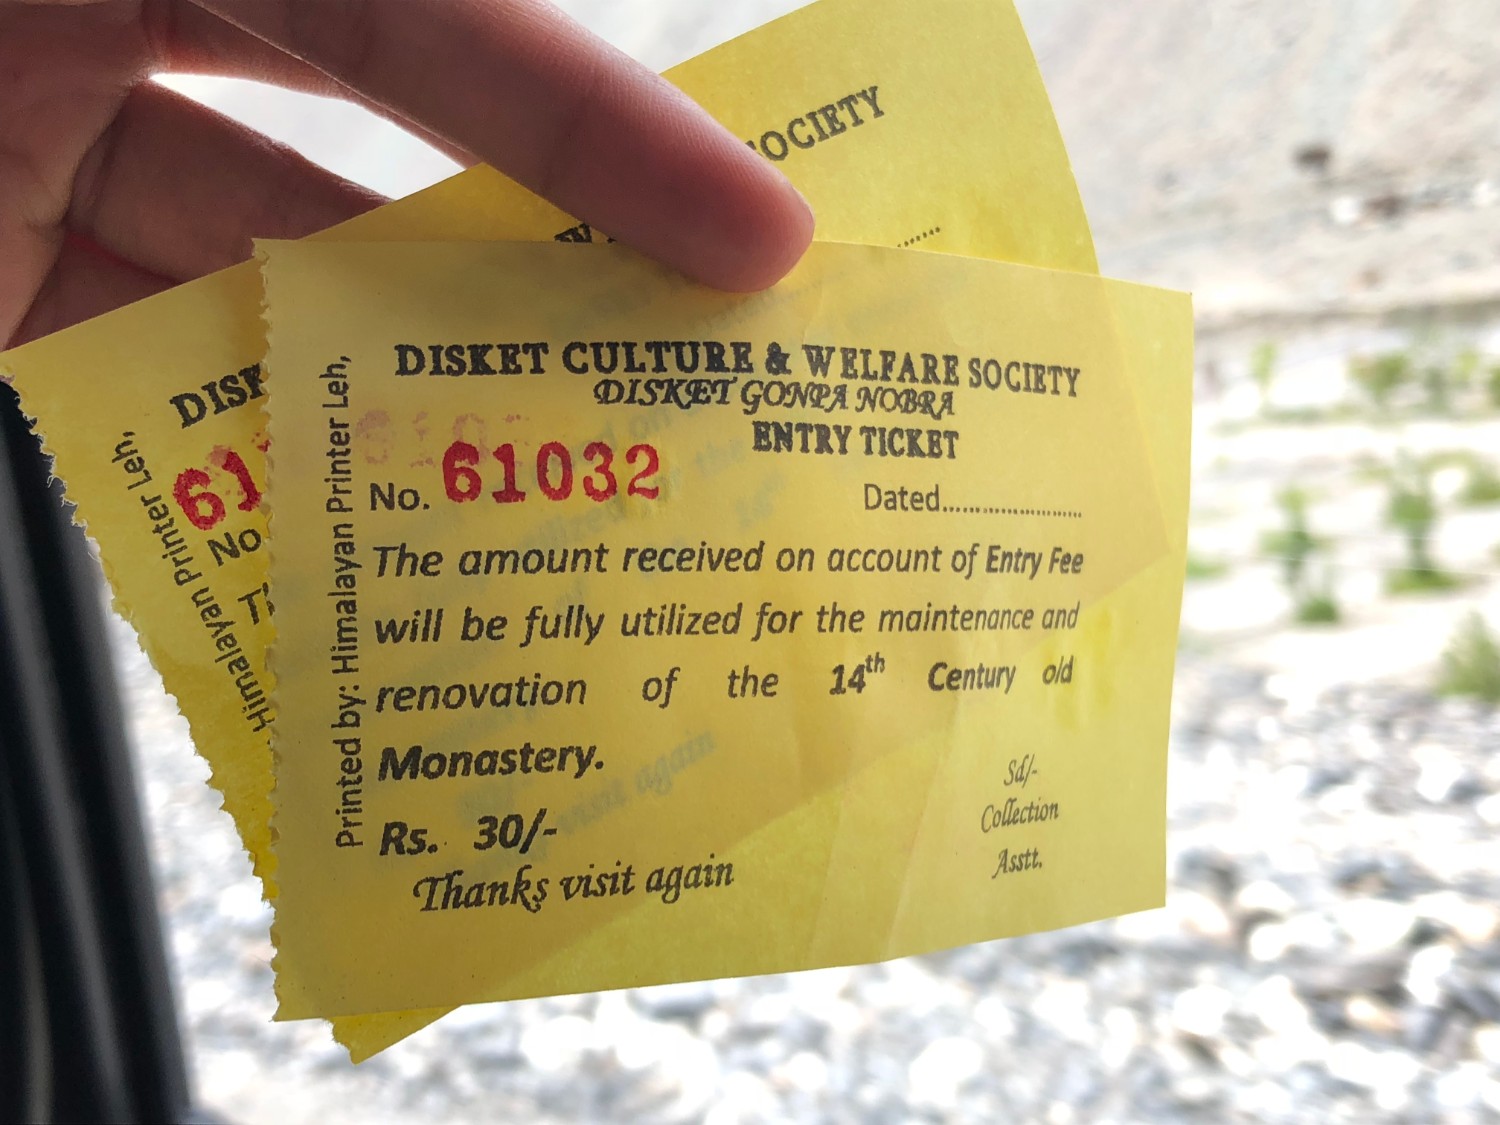 SOCIETY
DISKET CULTURE & WELFARE SOCIETY
DISKET GONPA NOBRA
ENTRY TICKET
No. 61032
Dated......................
The amount received on account of Entry Fee
will be fully utilized for the maintenance and
renovation of the 14th Century old
Monastery.
Rs. 30/-
Thanks visit again
Sd/-
Collection
Asstt.
Printed by: Himalayan Printer Leh,
No
Himalayan Printer Leh,